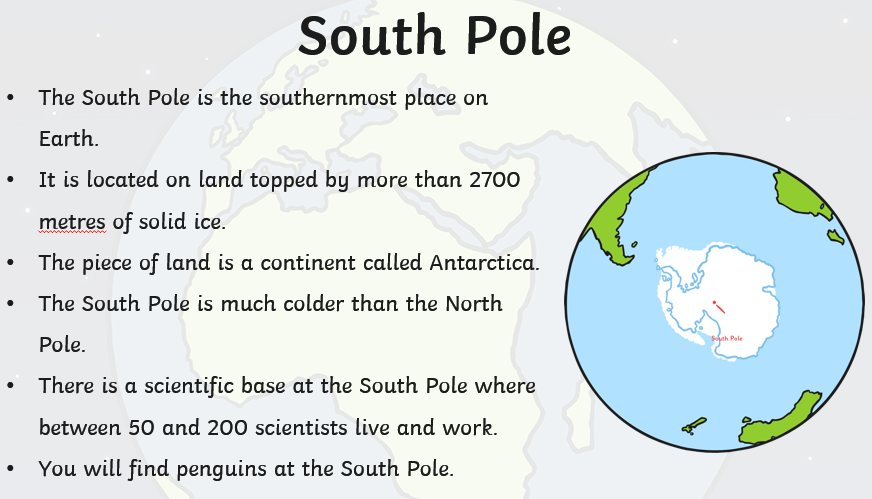 South Pole
• The South Pole is the southernmost place on
Earth.
• It is located on land topped by more than 2700
metres of solid ice.
• The piece of land is a continent called Antarctica.
• The South Pole is much colder than the North
Pole.
• There is a scientific base at the South Pole where
between 50 and 200 scientists live and work.
• You will find penguins at the South Pole.
South Pole